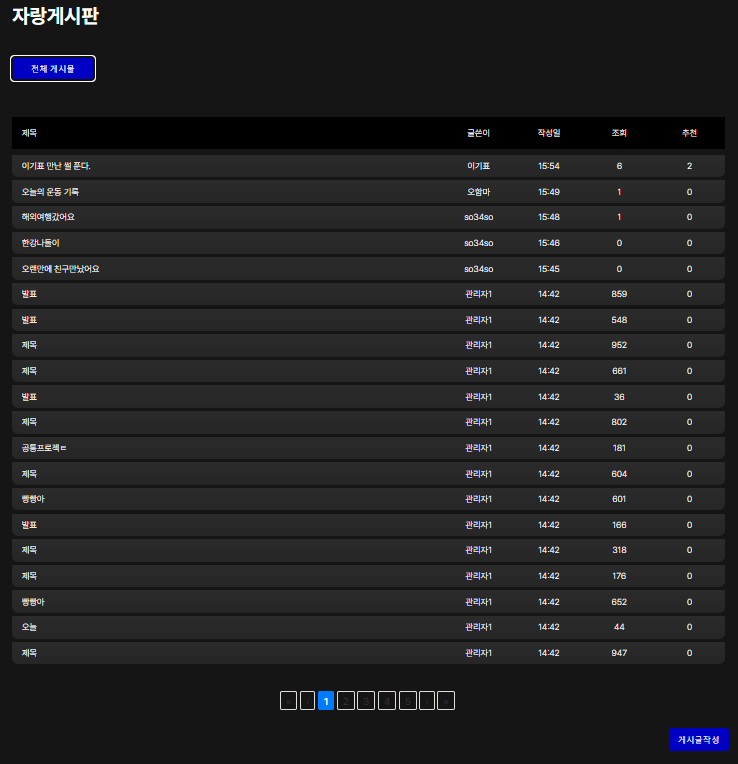 자랑게시판
전체 게시물
제목 글쓴이 작성일 조회 추천
이기표 만난 썰 푼다. 이기표 15:54 6 2
오늘의 운동 기록 오함마 15:49 1 0
해외여행갔어요 so34so 15:48 1 0
한강나들이 so34so 15:46 0 0
오랜만에 친구만났어요 so34so 15:45 0 0
발표 관리자1 14:42 859 0
발표 관리자1 14:42 548 0
제목 관리자1 14:42 952 0
제목 관리자1 14:42 661 0
발표 관리자1 14:42 36 0
제목 관리자1 14:42 802 0
공통프로젝ㅌ 관리자1 14:42 181 0
제목 관리자1 14:42 604 0
빵빵아 관리자1 14:42 601 0
발표 관리자1 14:42 166 0
제목 관리자1 14:42 318 0
제목 관리자1 14:42 176 0
빵빵아 관리자1 14:42 652 0
오늘 관리자1 14:42 44 0
제목 관리자1 14:42 947 0
« ‹ 1 2 3 4 5 › »
게시글작성